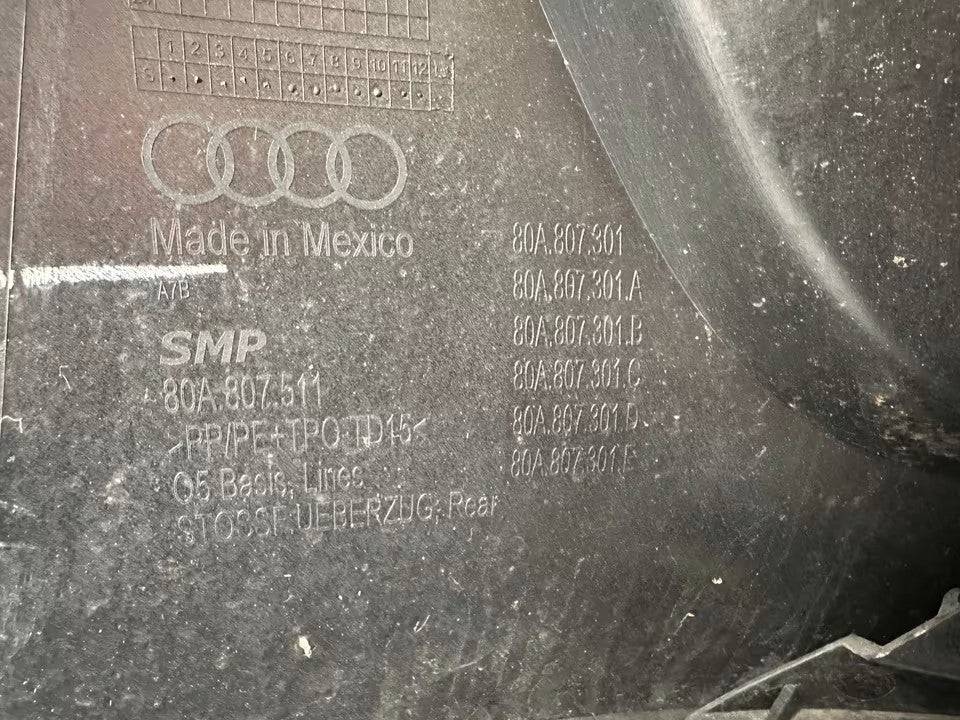 1 2 3 4 5 6 7 8 9 10 11 12
S
Made in Mexico
A7B
SMP
80A.807.511
>PP/PE+TPO TD15<
Q5 Basis, Lines
STOSSF.UEBERZUG; Rear
80A.807.301
80A.807.301.A
80A.807.301.B
80A.807.301.C
80A.807.301.D
80A.807.301.E